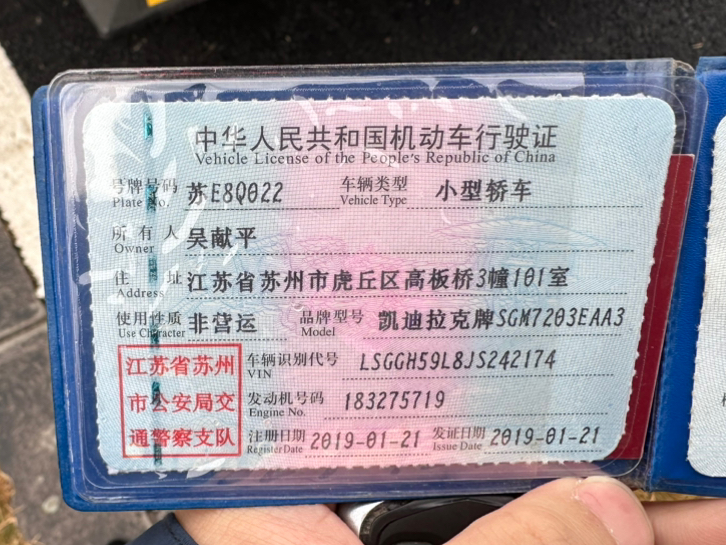 中华人民共和国机动车行驶证
Vehicle License of the People's Republic of China
号牌号码 苏E8Q022 车辆类型 小型轿车
Plate No. Vehicle Type
所有人 吴献平
Owner
住址 江苏省苏州市虎丘区高板桥3幢101室
Address
使用性质 非营运 品牌型号 凯迪拉克牌SGM7203EAA3
Use Character Model
江苏省苏州 车辆识别代号 LSGGH59L8JS242174
VIN
市公安局交 发动机号码 183275719
Engine No.
通警察支队 注册日期 2019-01-21 发证日期 2019-01-21
Register Date Issue Date